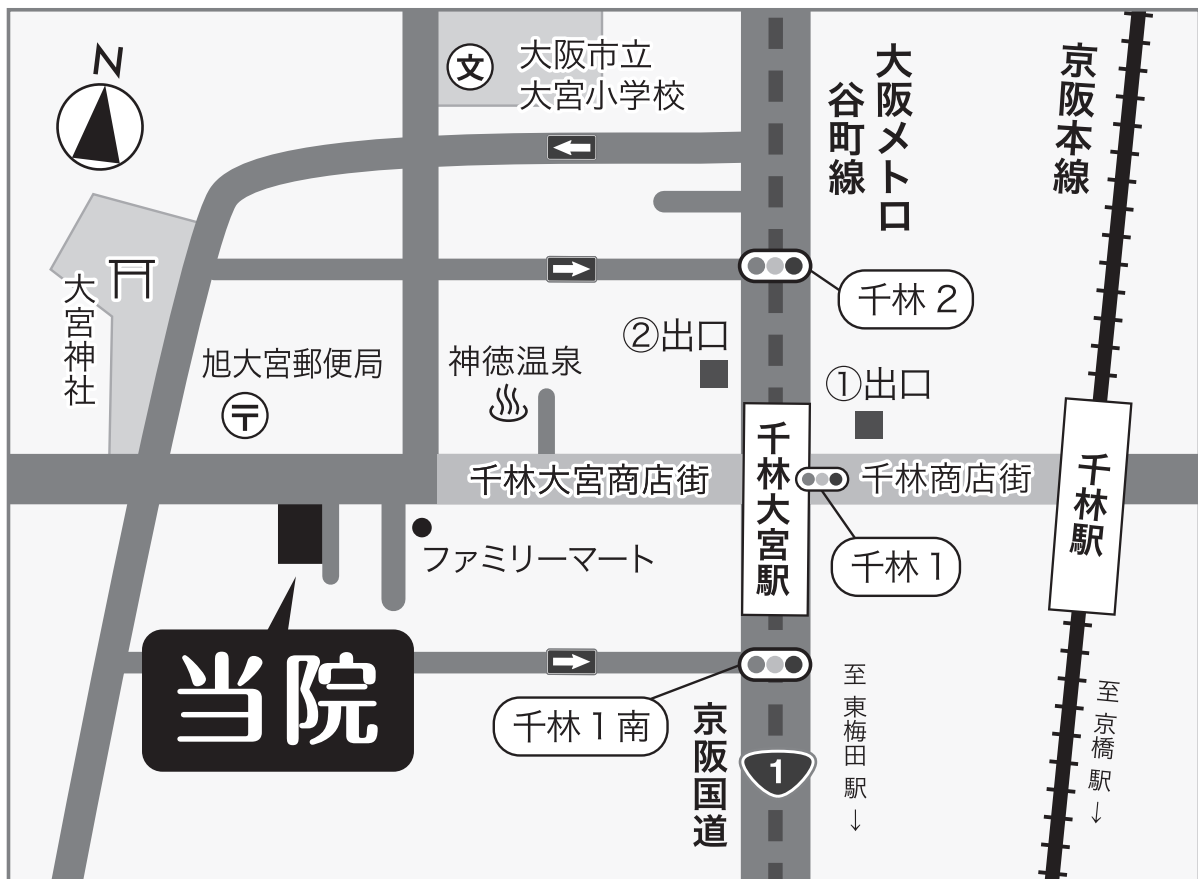 N
文
大阪市立
大宮小学校
大阪メトロ
谷町線
京阪本線
大宮神社
千林 2
②出口
①出口
旭大宮郵便局
〒
神徳温泉
千林大宮商店街
千林大宮駅
千林商店街
千林駅
ファミリーマート
千林 1
当院
千林 1 南
京阪国道
1
至 東梅田 駅→
至 京橋 駅→